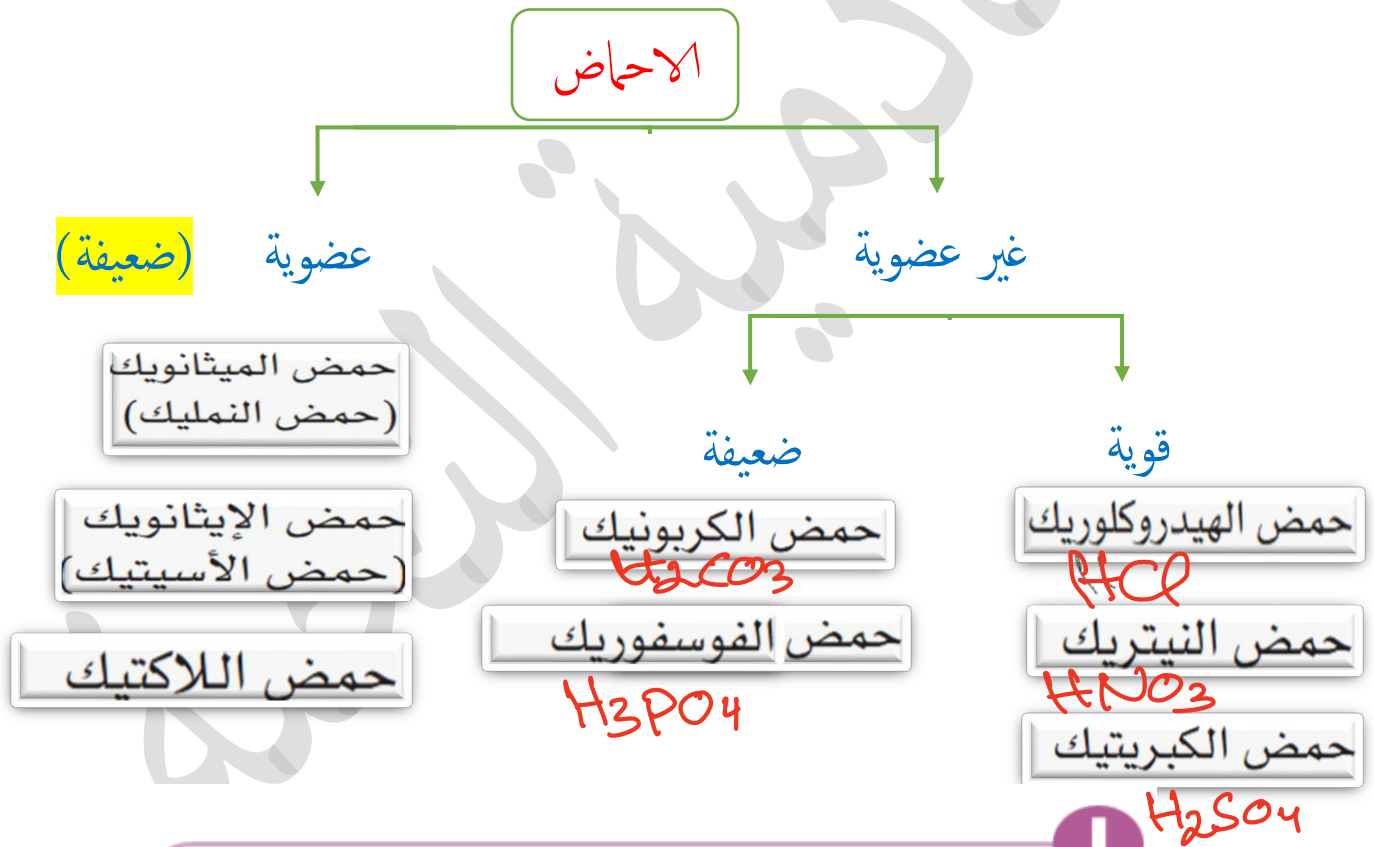 الاحماض
غير عضوية
عضوية (ضعيفة)
قوية
حمض الهيدروكلوريك
HCl
حمض النيتريك
HNO3
حمض الكبريتيك
H2SO4
ضعيفة
حمض الكربونيك
H2CO3
حمض الفوسفوريك
H3PO4
حمض الميثانويك
(حمض النمليك)
حمض الإيثانويك
(حمض الأسيتيك)
حمض اللاكتيك